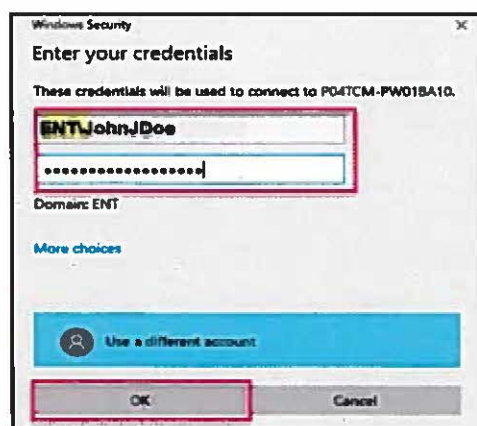 Windows Security
Enter your credentials
These credentials will be used to connect to P04TCM-PW01BA10.
ENT\JohnJDoe
••••••••••••••••••
Domain: ENT
More choices
Use a different account
OK
Cancel